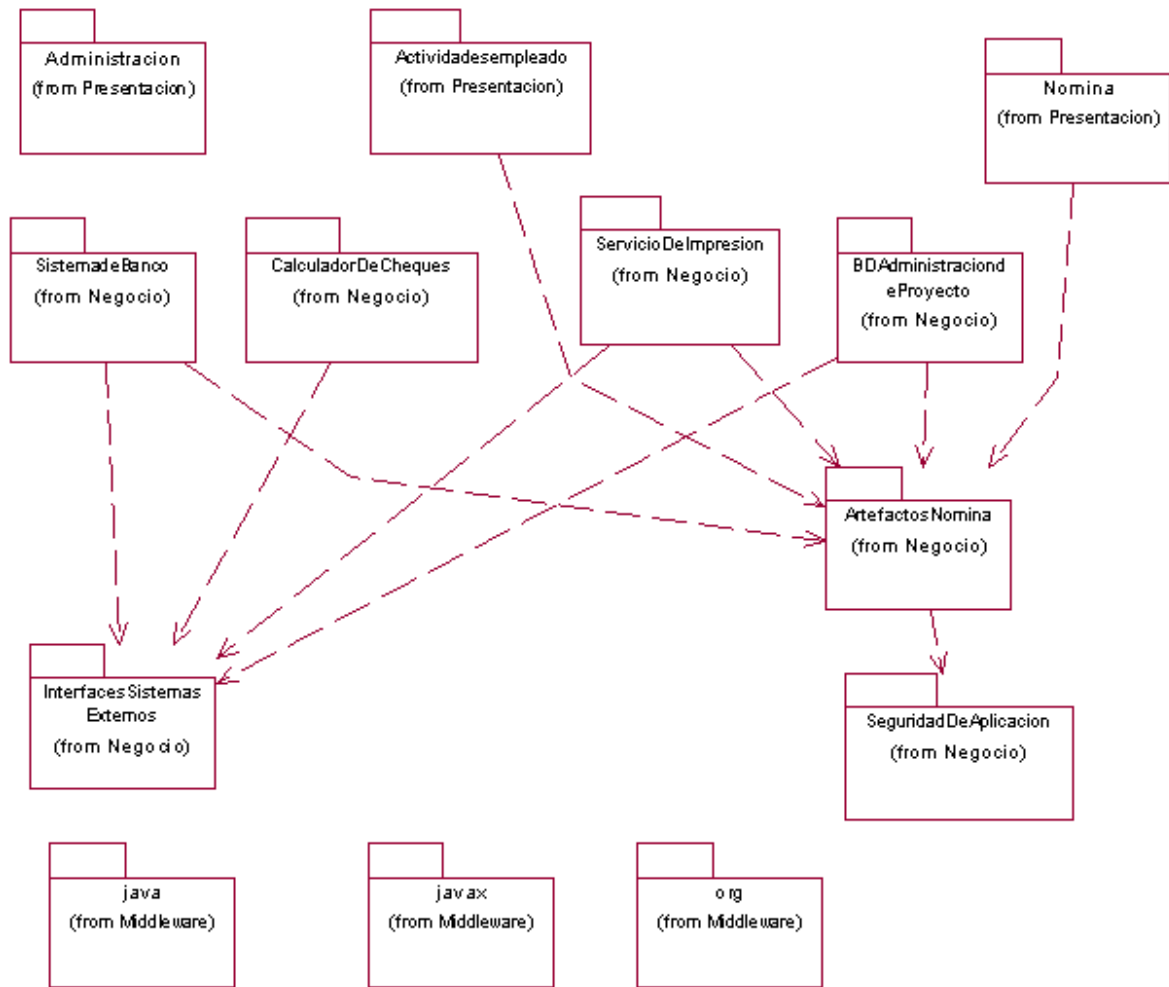 Administracion
(from Presentacion)
Actividadesempleado
(from Presentacion)
Nomina
(from Presentacion)
SistemadeBanco
(from Negocio)
CalculadorDeCheques
(from Negocio)
ServicioDeImpresion
(from Negocio)
BDAdministraciond
eProyecto
(from Negocio)
ArtefactosNomina
(from Negocio)
InterfacesSistemas
Externos
(from Negocio)
SeguridadDeAplicacion
(from Negocio)
java
(from Middleware)
javax
(from Middleware)
org
(from Middleware)